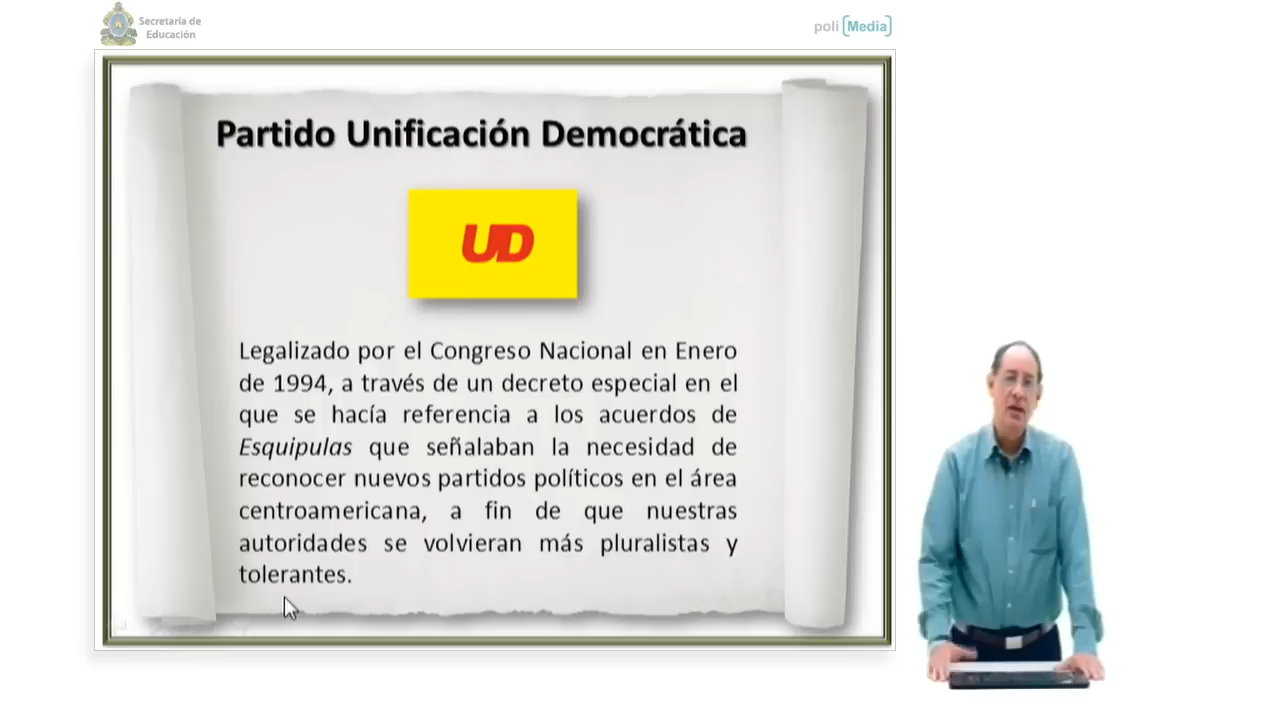 Secretaría de
Educación
poli [Media]
Partido Unificación Democrática
UD
Legalizado por el Congreso Nacional en Enero
de 1994, a través de un decreto especial en el
que se hacía referencia a los acuerdos de
Esquipulas que señalaban la necesidad de
reconocer nuevos partidos políticos en el área
centroamericana, a fin de que nuestras
autoridades se volvieran más pluralistas y
tolerantes.